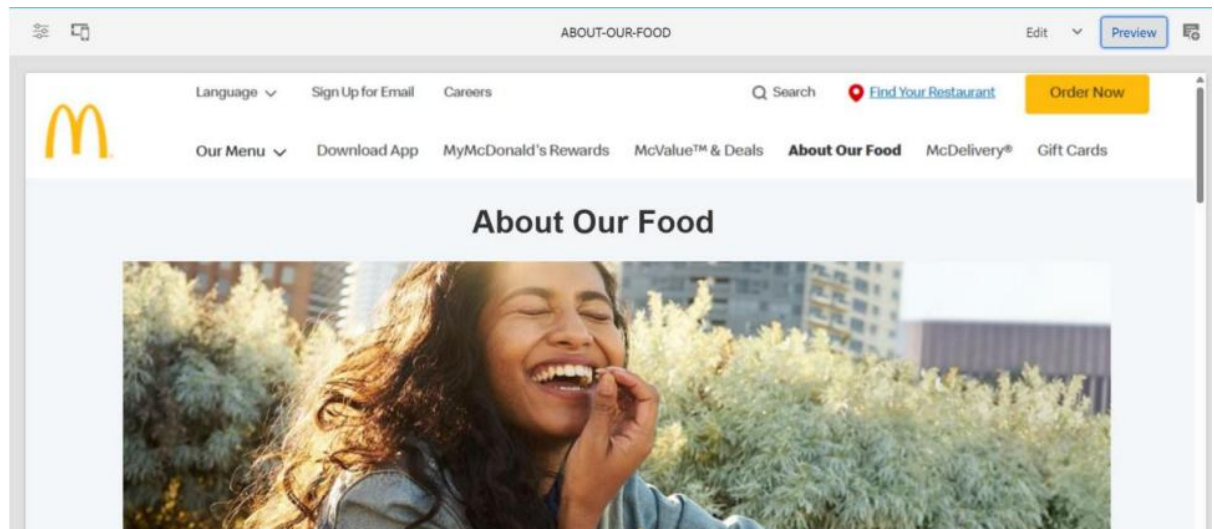 ABOUT-OUR-FOOD Edit Preview
Language Sign Up for Email Careers Search Find Your Restaurant Order Now
Our Menu Download App MyMcDonald's Rewards McValue™ & Deals About Our Food McDelivery® Gift Cards
About Our Food